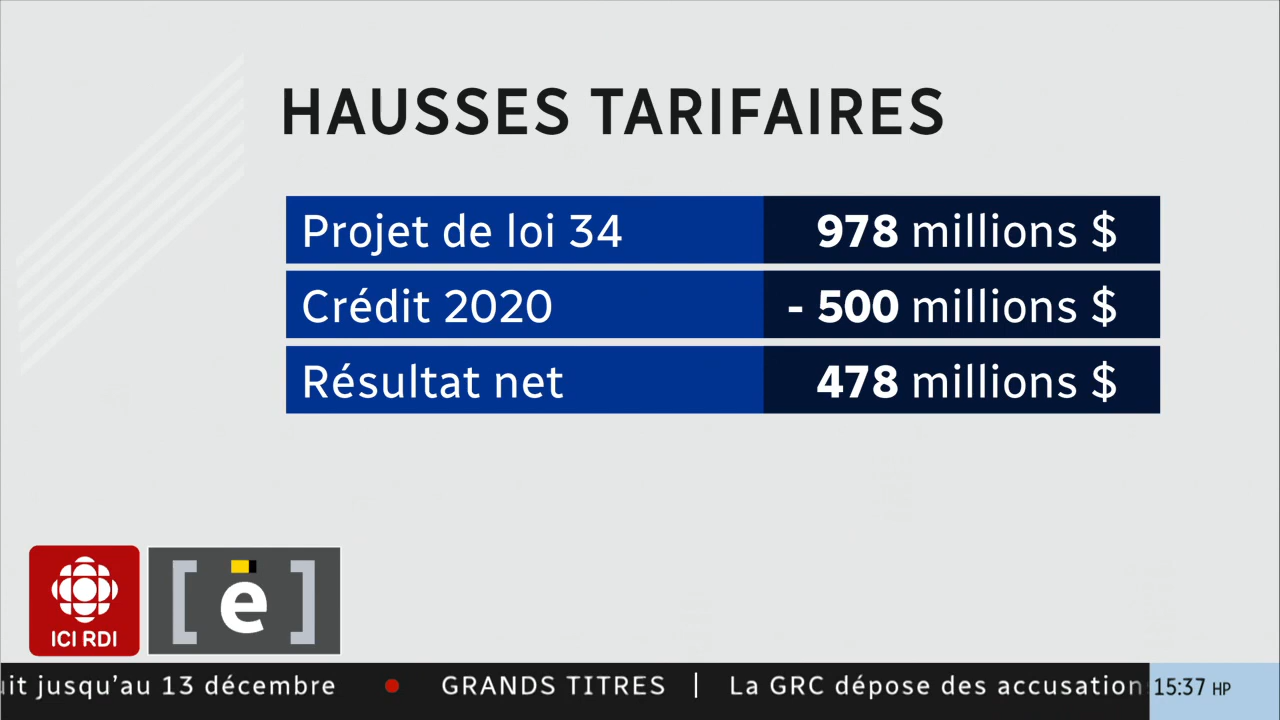 HAUSSES TARIFAIRES
Projet de loi 34 978 millions $
Crédit 2020 - 500 millions $
Résultat net 478 millions $
[ ė ]
ICI RDI
jusqu'au 13 décembre • GRANDS TITRES | La GRC dépose des accusation 15:37 HP